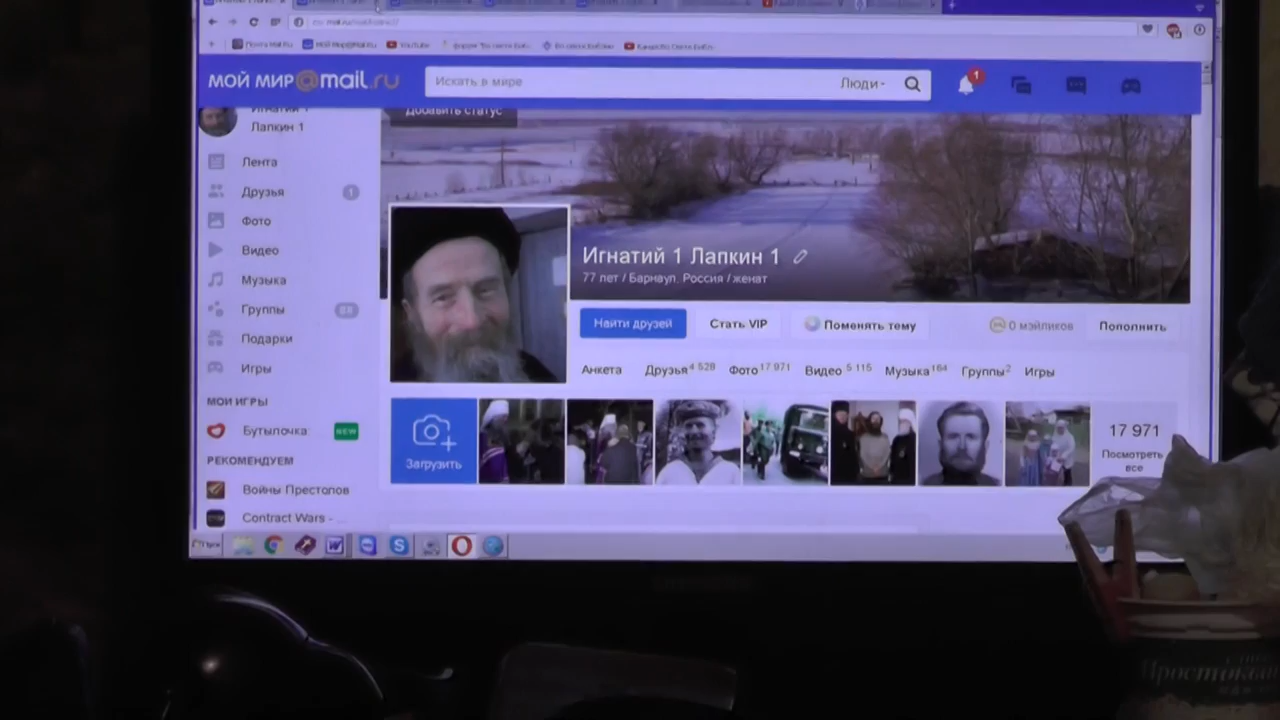 МОЙ МИР@mail.ru
Искать в мире
Люди
1
Лапкин 1
Добавить статус
Лента
Друзья 1
Фото
Видео
Музыка
Группы
Подарки
Игры
МОИ ИГРЫ
Бутылочка
NEW
РЕКОМЕНДУЕМ
Войны Престолов
Contract Wars - ...
Игнатий 1 Лапкин 1
77 лет / Барнаул, Россия / женат
Найти друзей
Стать VIP
Поменять тему
0 мэйликов
Пополнить
Анкета
Друзья 4 528
Фото 17 971
Видео 5 115
Музыка 164
Группы 2
Игры
Загрузить
17 971
Посмотреть
все
YouTube